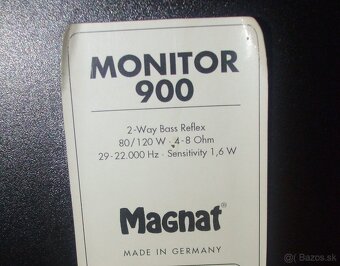 MONITOR
900
2-Way Bass Reflex
80/120 W · 4-8 Ohm
29-22.000 Hz · Sensitivity 1,6 W
Magnat®
MADE IN GERMANY
© Bazos.sk